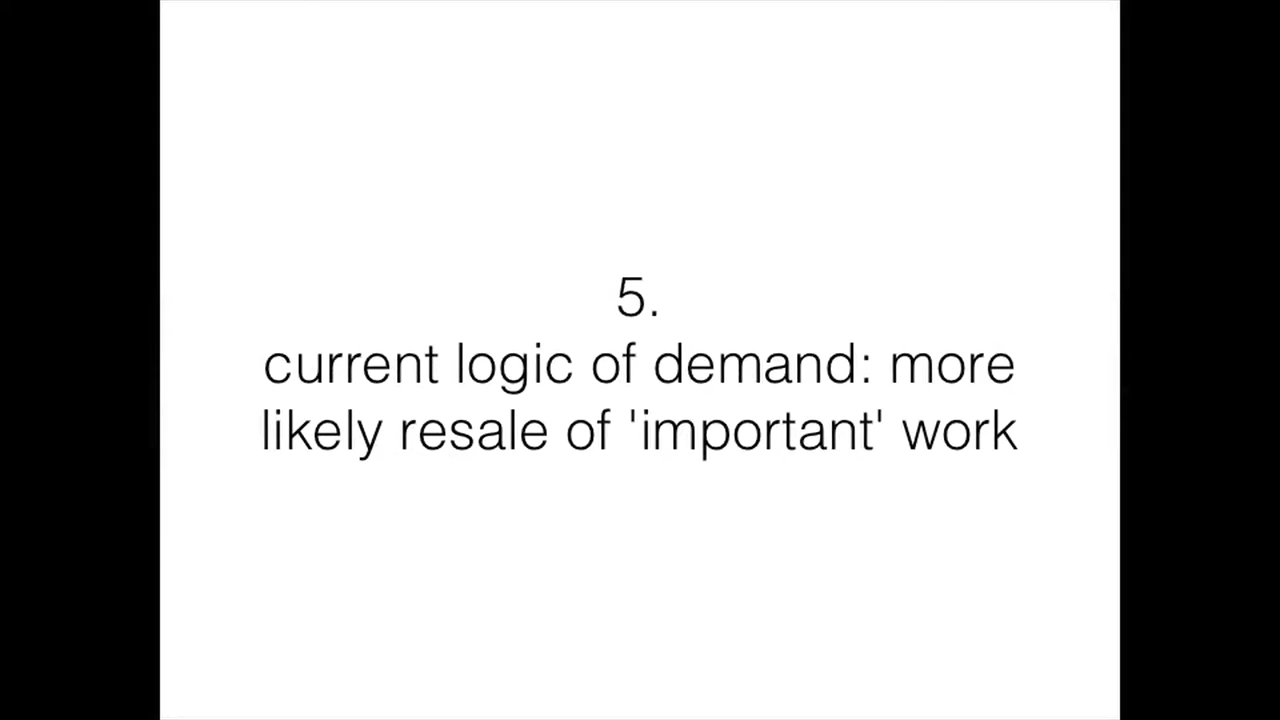 5.
current logic of demand: more
likely resale of 'important' work